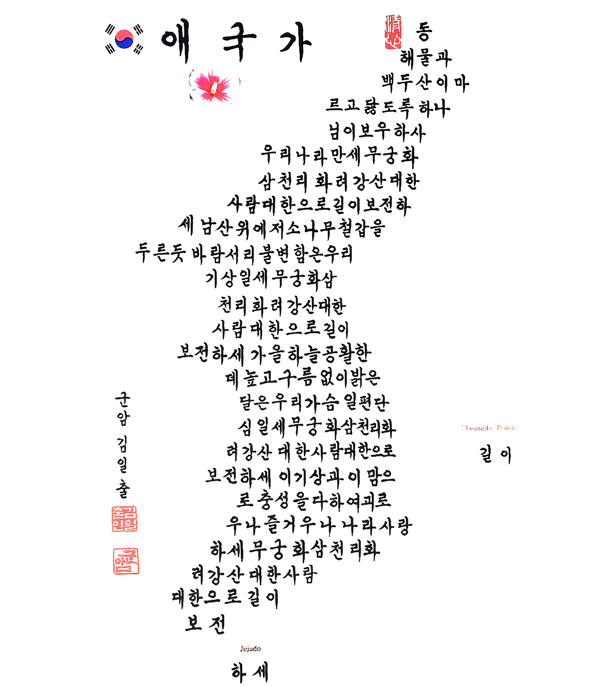 애국가
동
해물과
백두산이마
르고닳도록하나
님이보우하사
우리나라만세무궁화
삼천리화려강산대한
사람대한으로길이보전하
세남산위에저소나무철갑을
두른듯바람서리불변함은우리
기상일세무궁화삼
천리화려강산대한
사람대한으로길이
보전하세가을하늘공활한
데높고구름없이밝은
달은우리가슴일편단
심일세무궁화삼천리화
려강산대한사람대한으로
길이
보전하세이기상과이맘으
로충성을다하여괴로
우나즐거우나나라사랑
하세무궁화삼천리화
려강산대한사람
대한으로길이
보전
Jejudo
하세
군암김일출